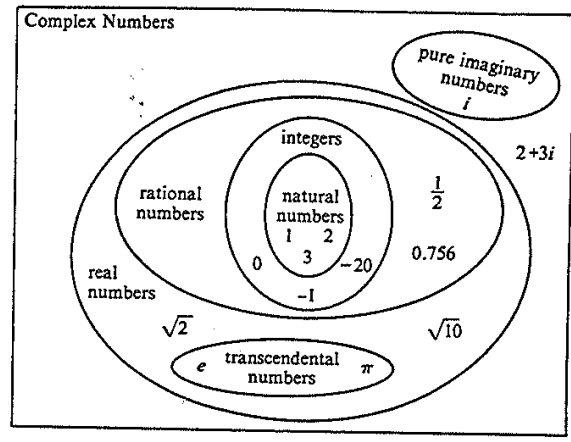 Complex Numbers
pure imaginary
numbers
i
integers
2+3i
rational
numbers
natural
numbers
1 2
3
1/2
0
-20
0.756
-1
real
numbers
√2
√10
e transcendental π
numbers